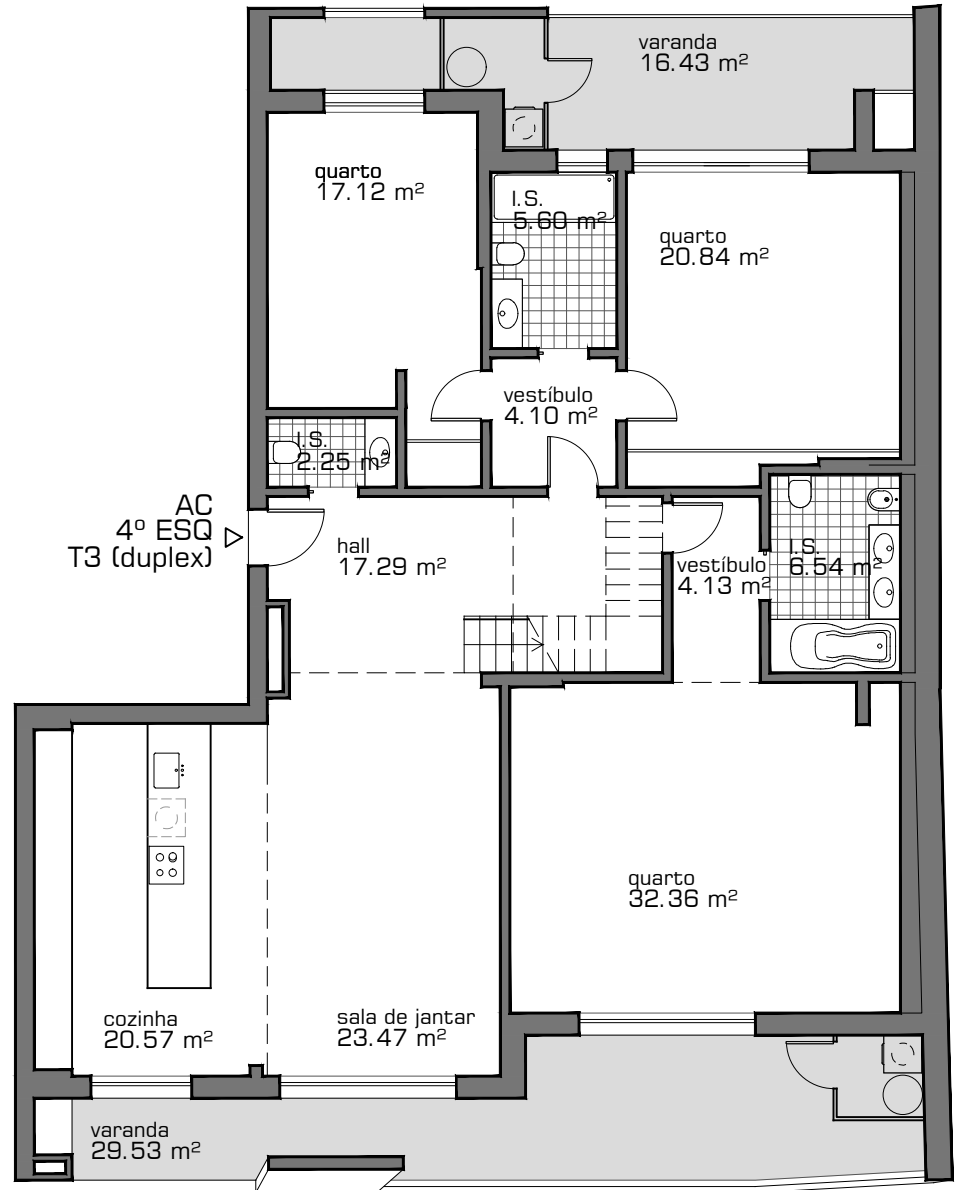 varanda
16.43 m²
quarto
17.12 m²
I.S.
5.60 m²
quarto
20.84 m²
vestíbulo
4.10 m²
I.S.
2.25 m²
AC
4º ESQ
T3 (duplex)
hall
17.29 m²
vestíbulo
4.13 m²
I.S.
6.54 m²
quarto
32.36 m²
cozinha
20.57 m²
sala de jantar
23.47 m²
varanda
29.53 m²